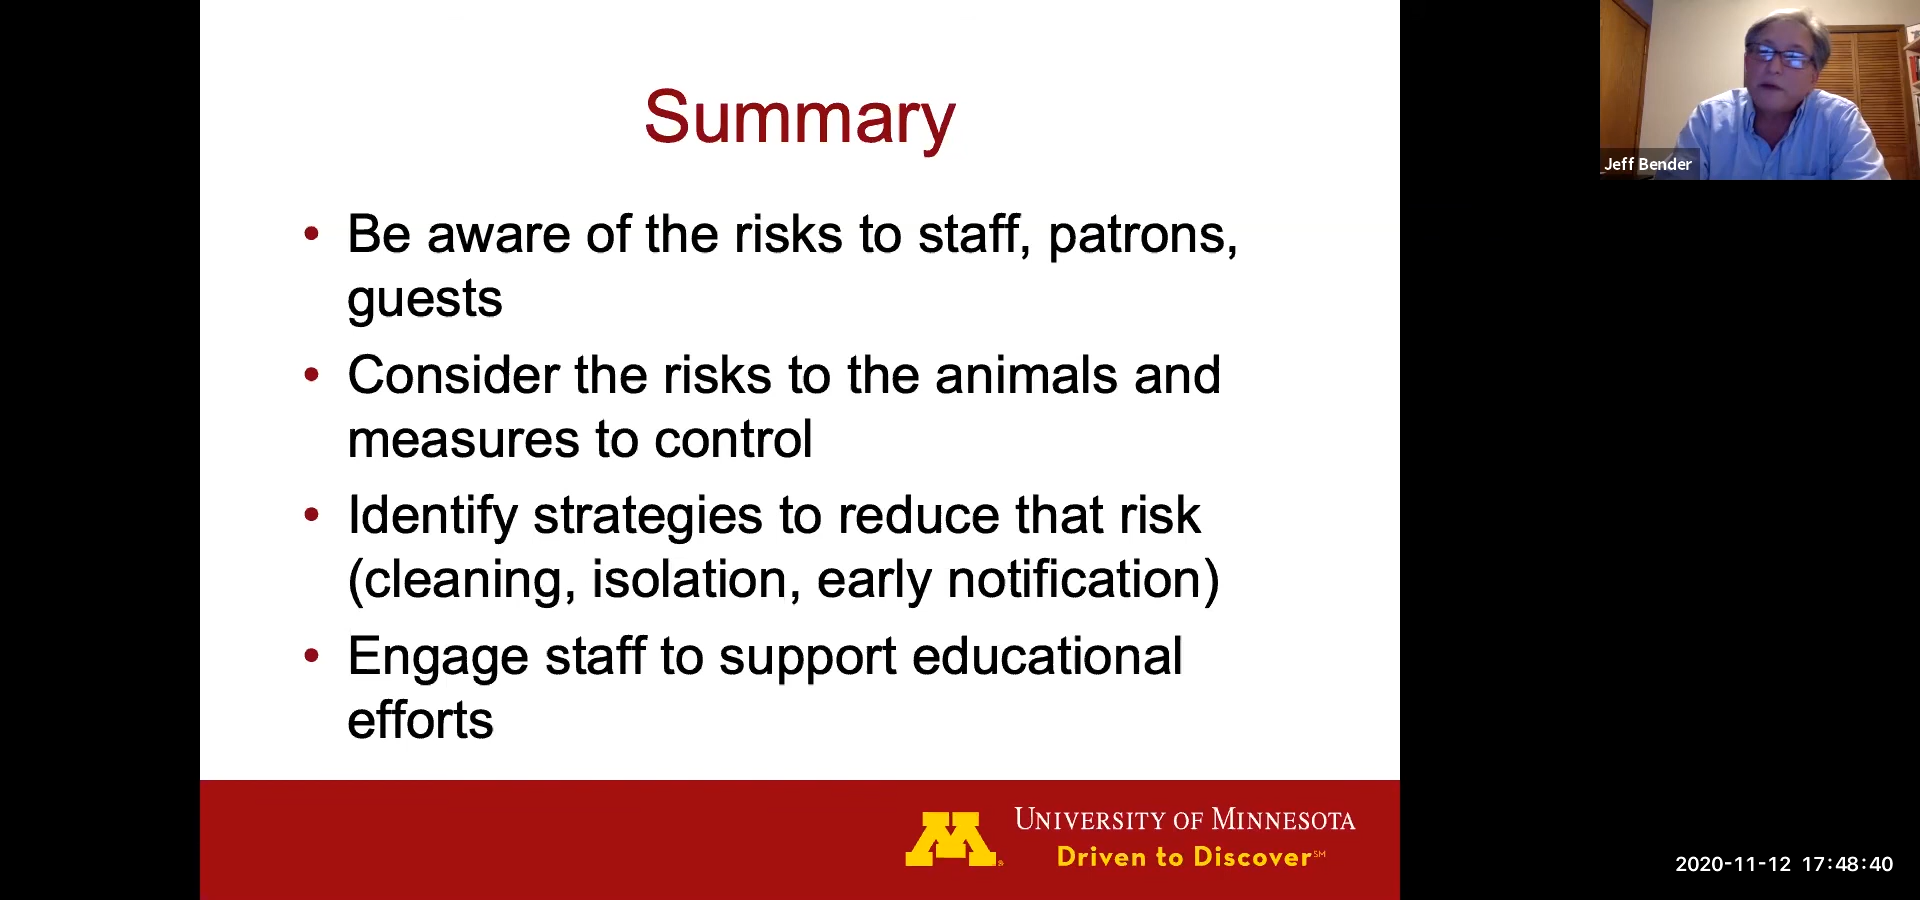 Summary
• Be aware of the risks to staff, patrons,
guests
• Consider the risks to the animals and
measures to control
• Identify strategies to reduce that risk
(cleaning, isolation, early notification)
• Engage staff to support educational
efforts
M®
UNIVERSITY OF MINNESOTA
Driven to Discover℠
Jeff Bender
2020-11-12 17:48:40